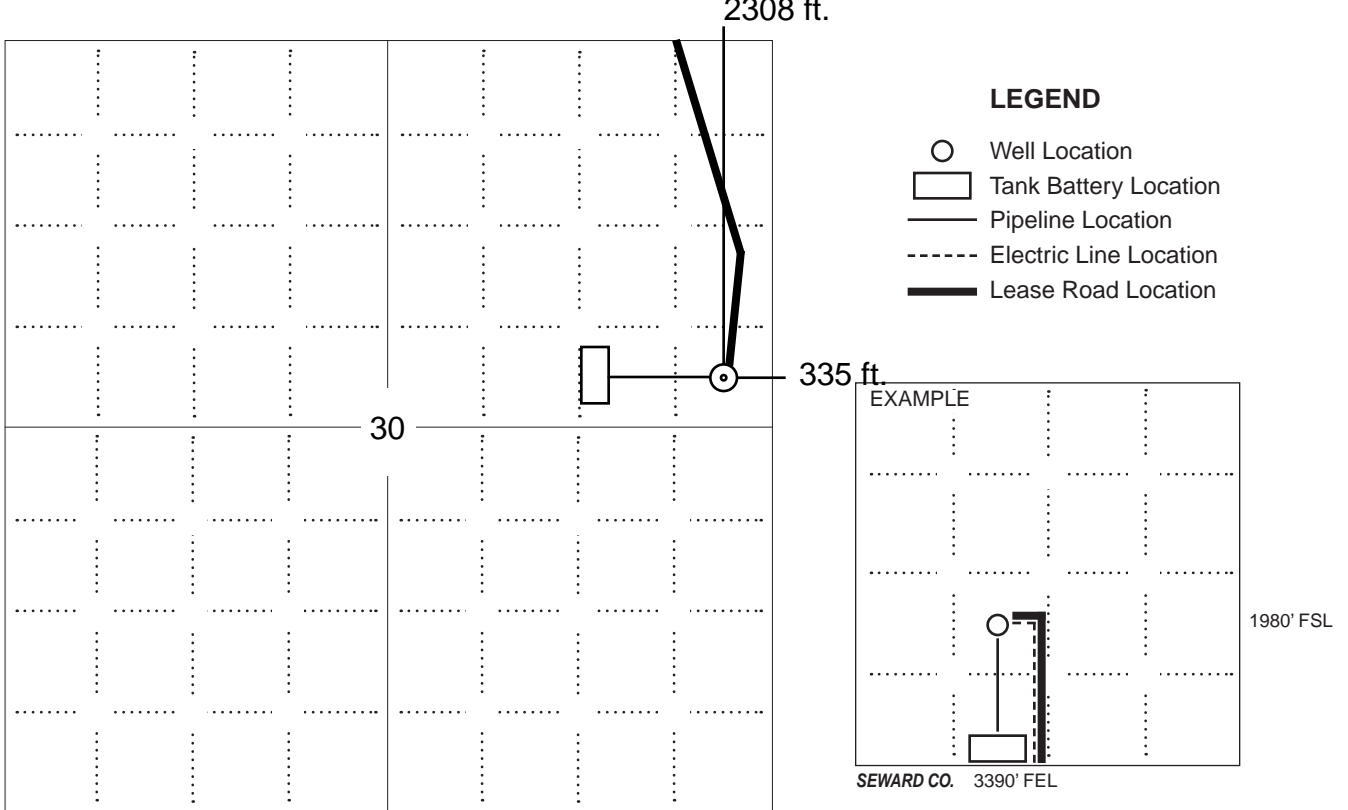 2308 ft.
LEGEND
Well Location
Tank Battery Location
Pipeline Location
Electric Line Location
Lease Road Location
335 ft.
EXAMPLE
30
1980' FSL
SEWARD CO. 3390' FEL